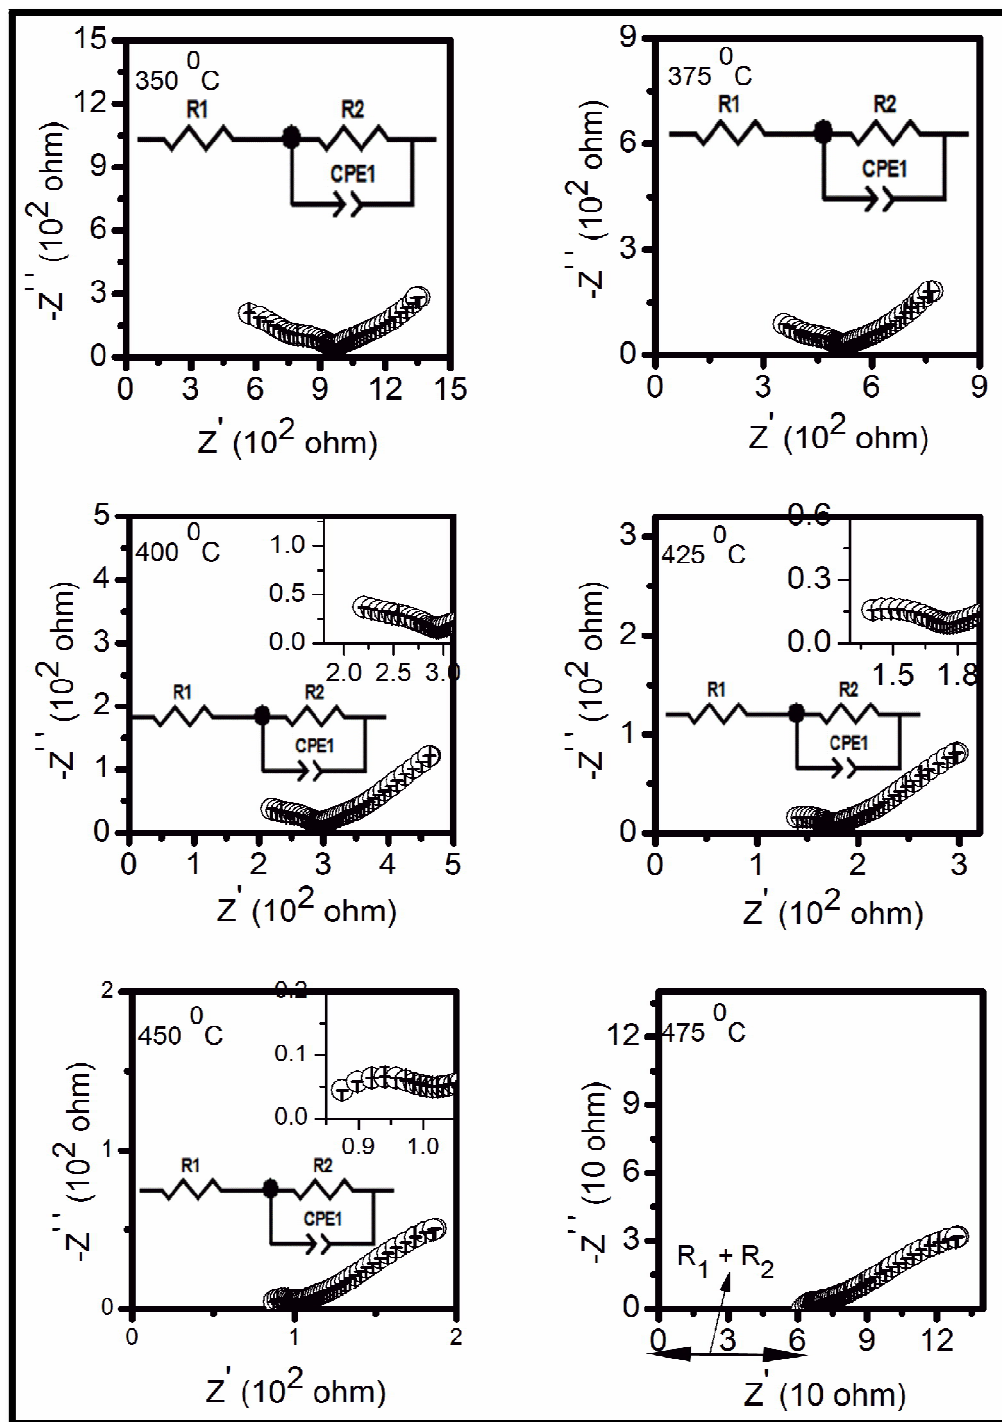 350 ⁰C
R1 R2
CPE1
15
12
9
6
3
0
-Z'' (10² ohm)
0 3 6 9 12 15
Z' (10² ohm)
375 ⁰C
R1 R2
CPE1
9
6
3
0
-Z'' (10² ohm)
0 3 6 9
Z' (10² ohm)
400 ⁰C
5
4
3
2
1
0
-Z'' (10² ohm)
1.0
0.5
0.0
2.0 2.5 3.0
R1 R2
CPE1
0 1 2 3 4 5
Z' (10² ohm)
425 ⁰C
3
2
1
0
-Z'' (10² ohm)
0.6
0.3
0.0
1.5 1.8
R1 R2
CPE1
0 1 2 3
Z' (10² ohm)
450 ⁰C
2
1
0
-Z'' (10² ohm)
0.2
0.1
0.0
0.9 1.0
R1 R2
CPE1
0 1 2
Z' (10² ohm)
475 ⁰C
12
9
6
3
0
-Z'' (10 ohm)
R₁ + R₂
0 3 6 9 12
Z' (10 ohm)